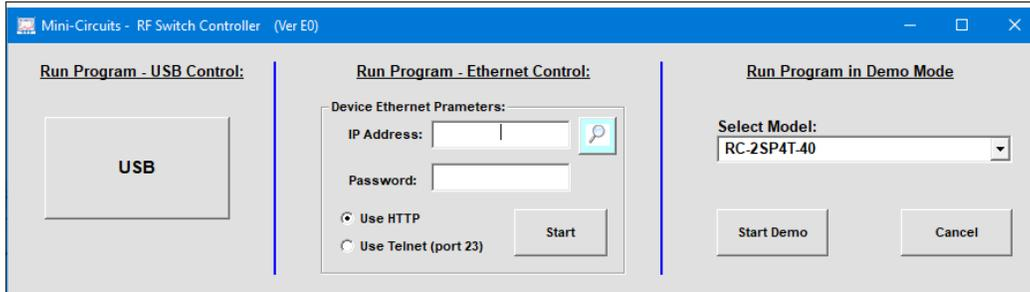 Mini-Circuits - RF Switch Controller (Ver E0)
Run Program - USB Control:
USB
Run Program - Ethernet Control:
Device Ethernet Prameters:
IP Address:
Password:
Use HTTP
Use Telnet (port 23)
Start
Run Program in Demo Mode
Select Model:
RC-2SP4T-40
Start Demo
Cancel